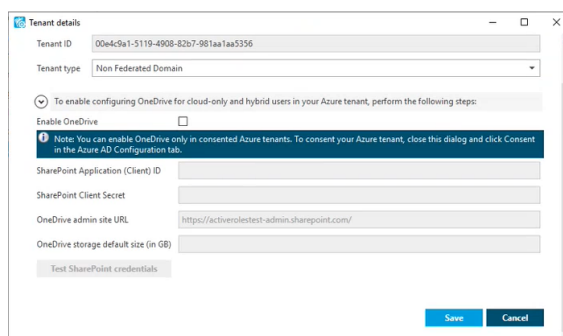 Tenant details
Tenant ID
00e4c9a1-5119-4908-82b7-981aa1aa5356
Tenant type
Non Federated Domain
To enable configuring OneDrive for cloud-only and hybrid users in your Azure tenant, perform the following steps:
Enable OneDrive
Note: You can enable OneDrive only in consented Azure tenants. To consent your Azure tenant, close this dialog and click Consent
in the Azure AD Configuration tab.
SharePoint Application (Client) ID
SharePoint Client Secret
OneDrive admin site URL
https://activerolestest-admin.sharepoint.com/
OneDrive storage default size (in GB)
Test SharePoint credentials
Save
Cancel